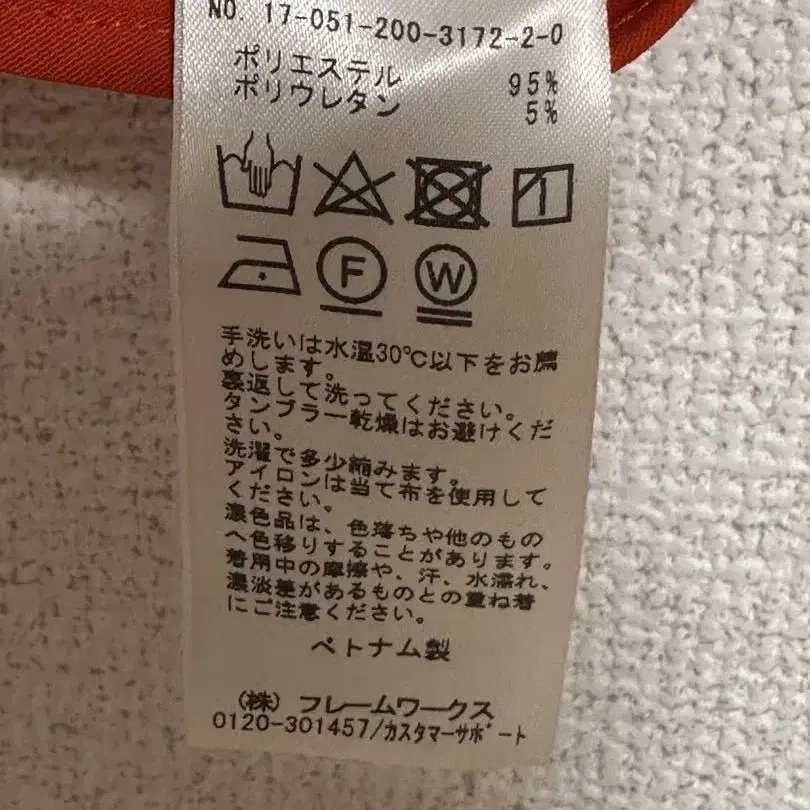 NO. 17-051-200-3172-2-0
ポリエステル 95%
ポリウレタン 5%
F W
手洗いは水温30℃以下をお薦
めします。
裏返して洗ってください。
タンブラー乾燥はお避けくだ
さい。
洗濯で多少縮みます。
アイロンは当て布を使用して
ください。
濃色品は、色落ちや他のもの
へ色移りすることがあります。
着用中の摩擦や、汗、水濡れ、
濃淡差があるものとの重ね着
にご注意ください。
ベトナム製
(株) フレームワークス
0120-301457/カスタマーサポート